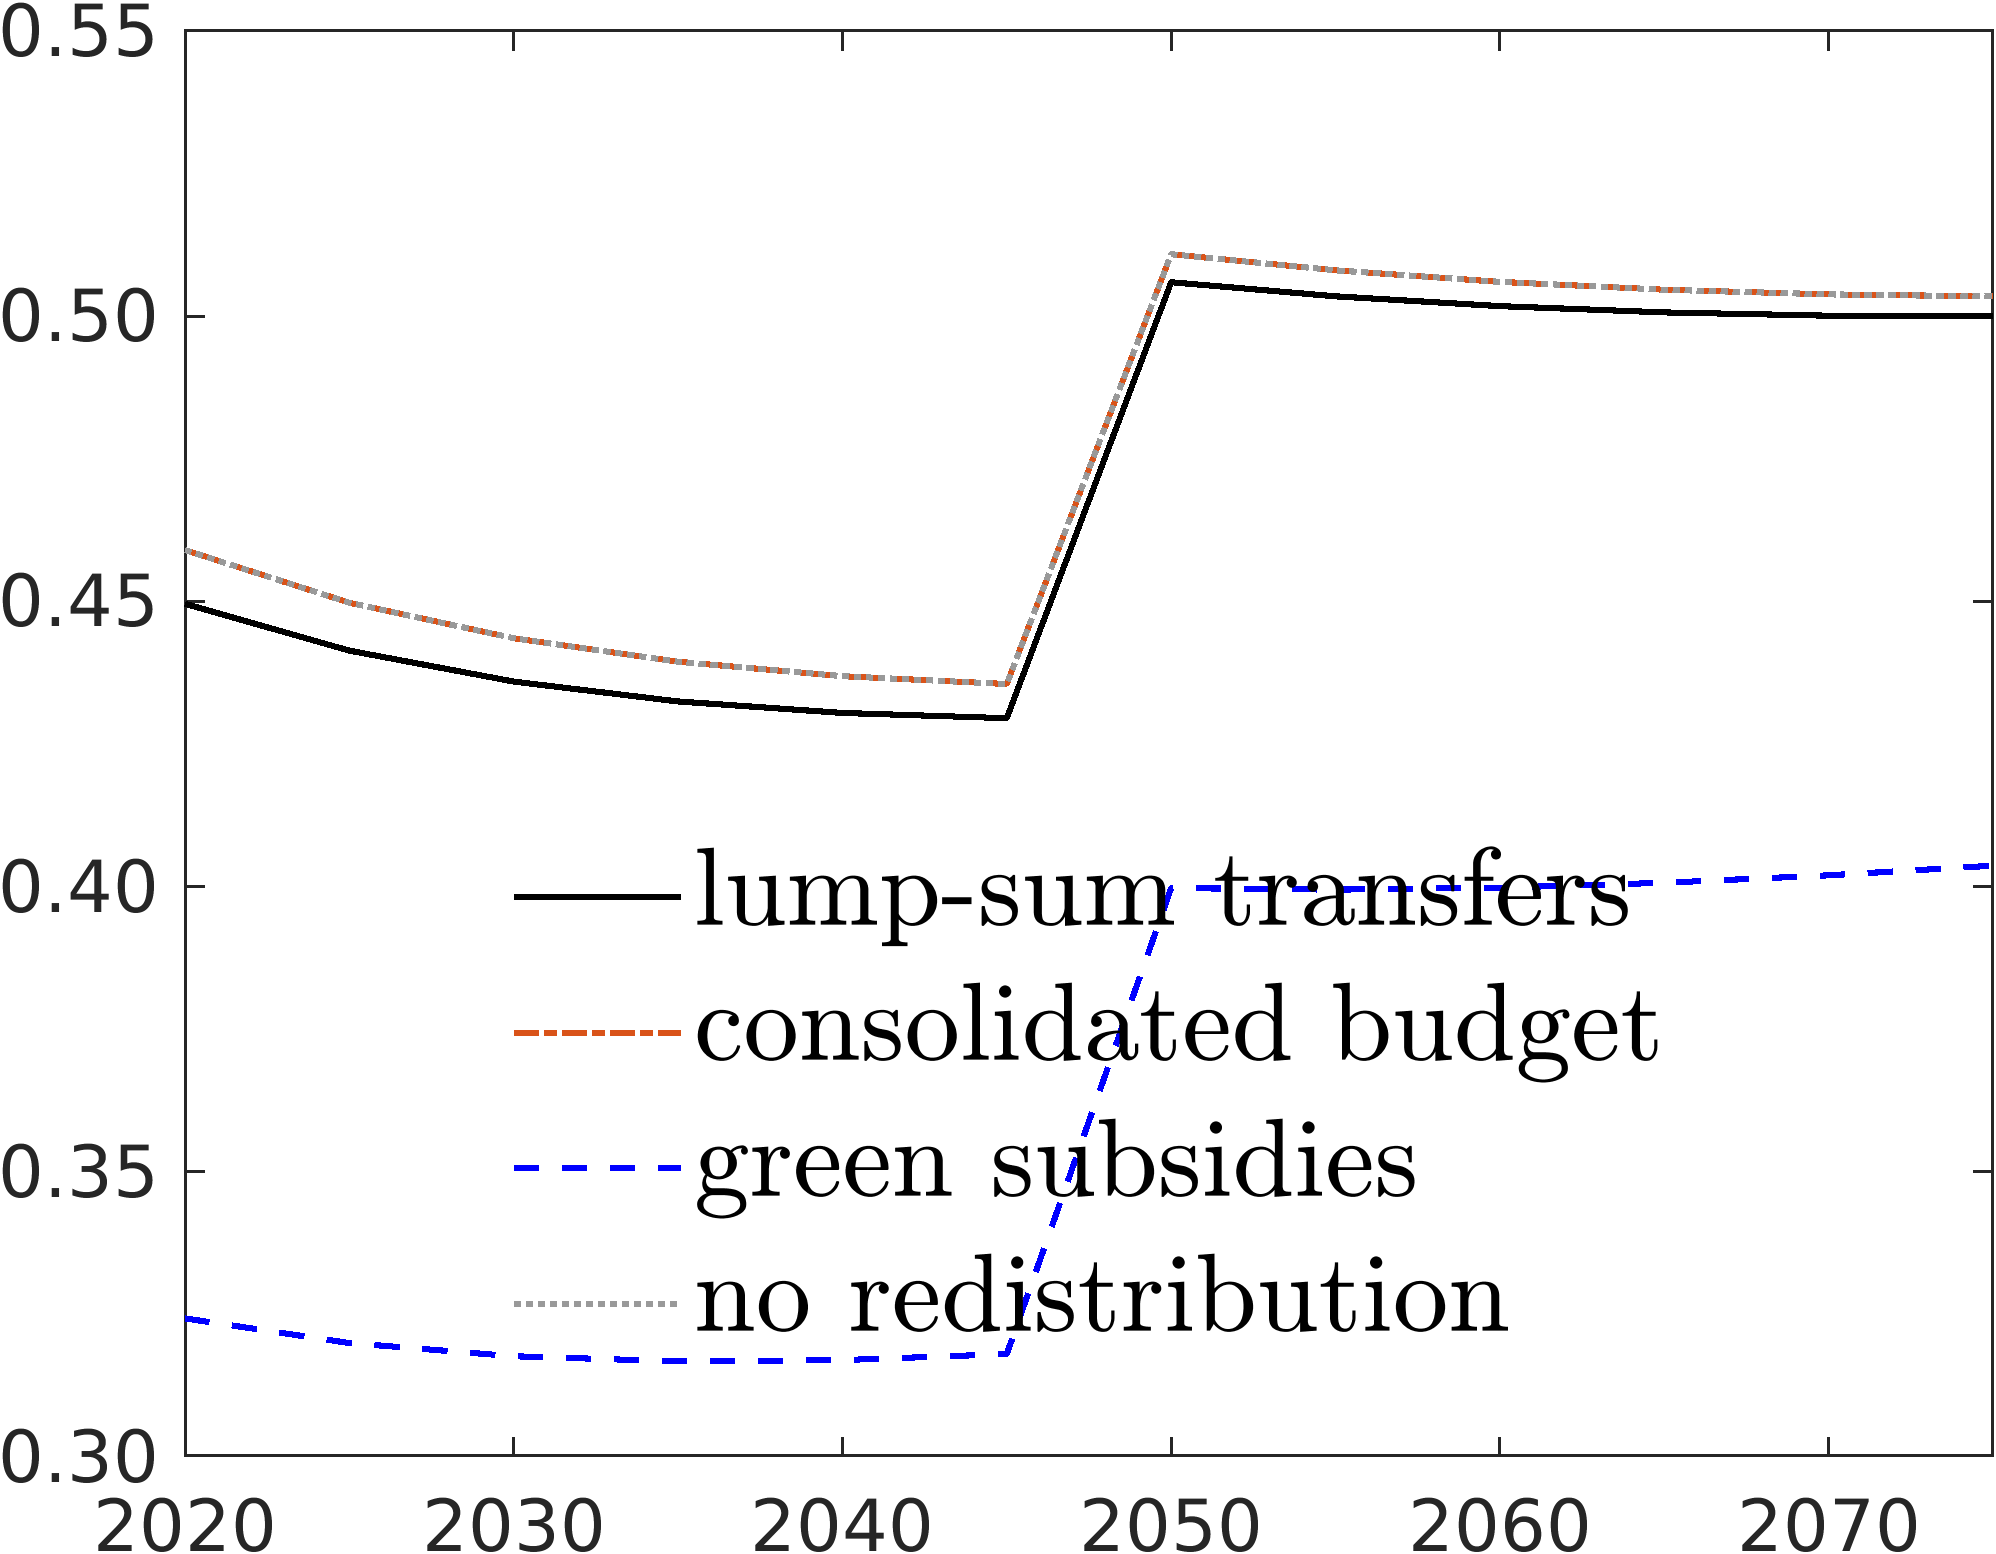 0.55
0.50
0.45
0.40
0.35
0.30
lump-sum transfers
consolidated budget
green subsidies
no redistribution
2020 2030 2040 2050 2060 2070